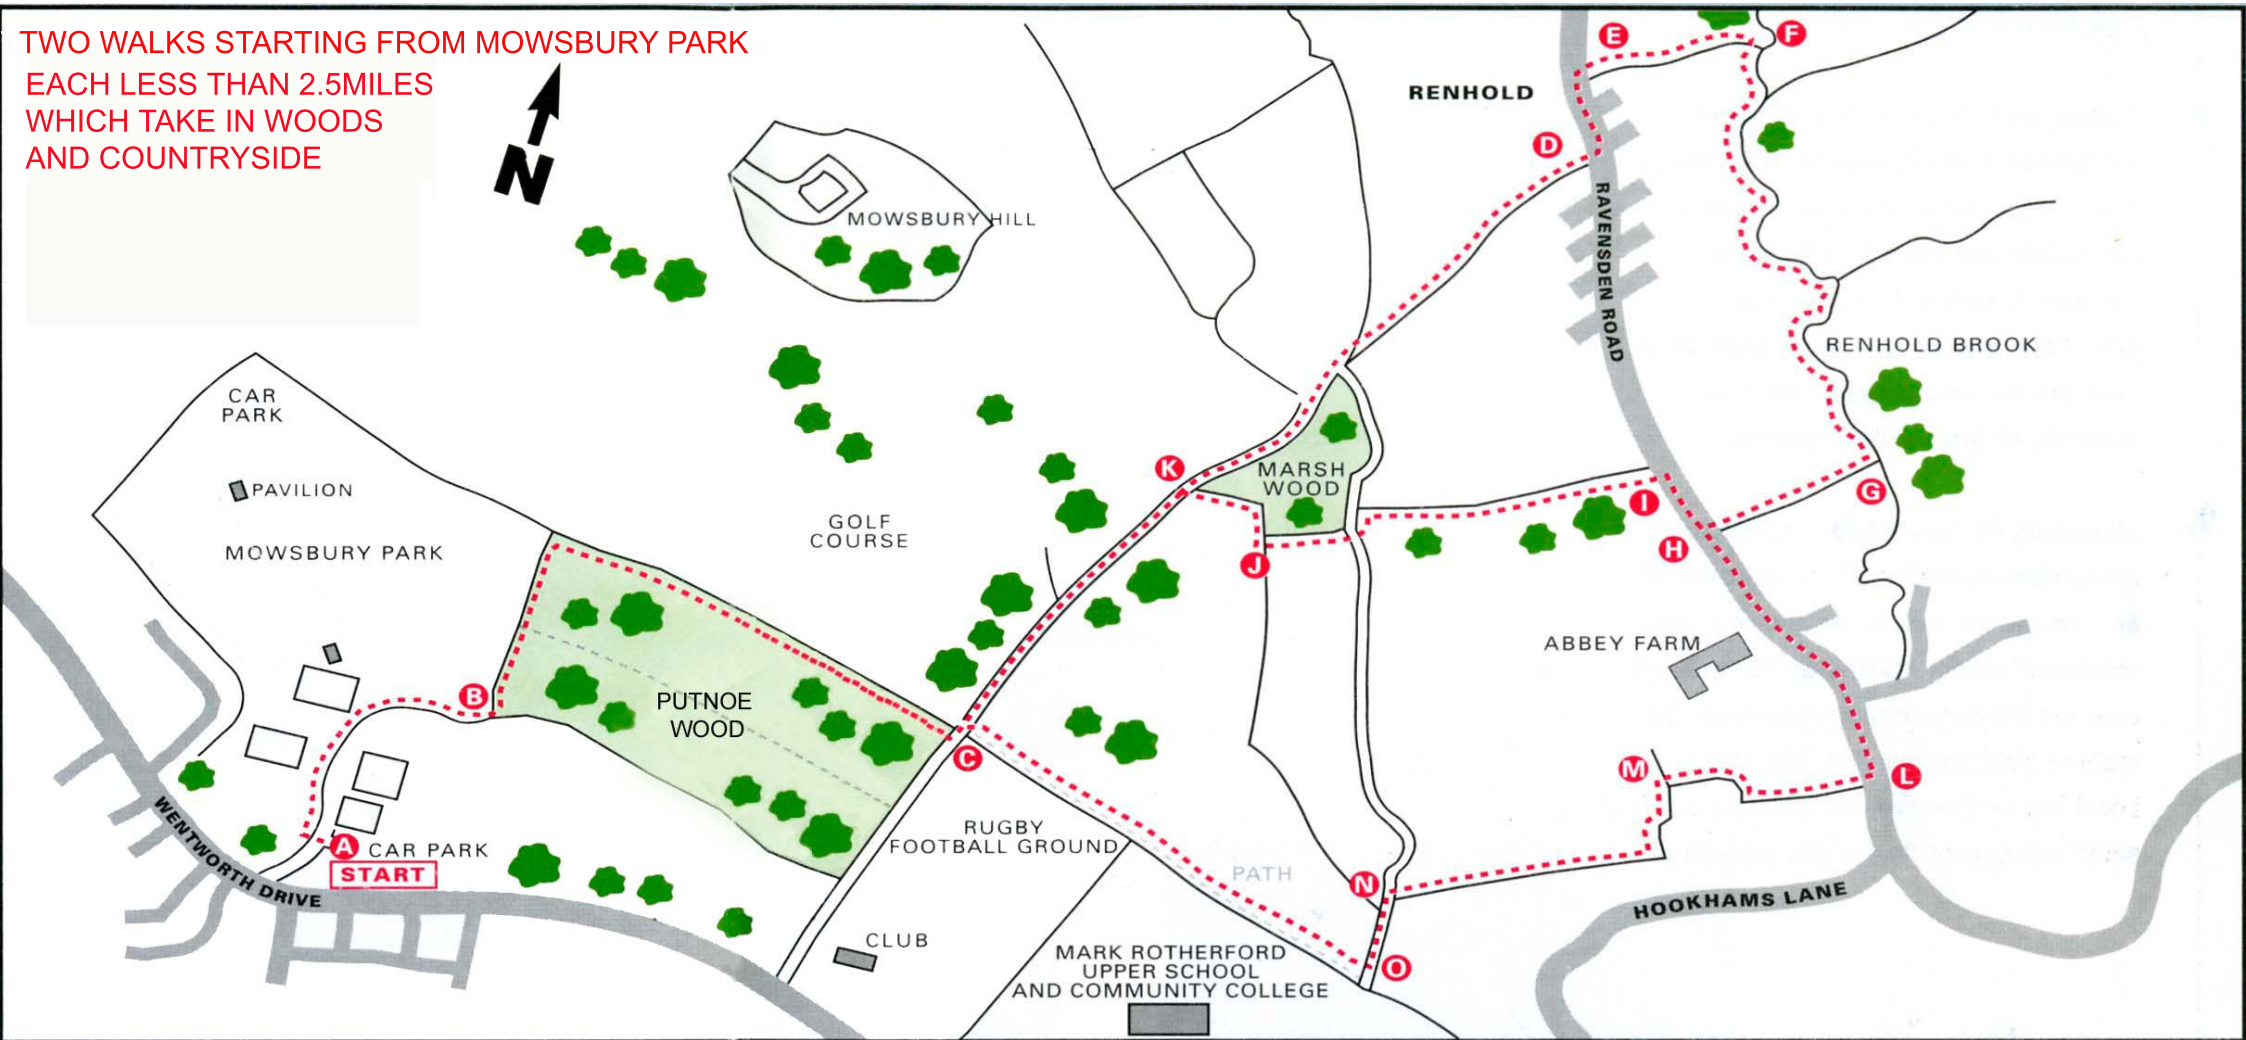 TWO WALKS STARTING FROM MOWSBURY PARK
EACH LESS THAN 2.5MILES
WHICH TAKE IN WOODS
AND COUNTRYSIDE
N
MOWSBURY HILL
RENHOLD
E
F
D
RAVENSDEN ROAD
RENHOLD BROOK
CAR
PARK
PAVILION
MOWSBURY PARK
GOLF
COURSE
K
MARSH
WOOD
I
G
H
J
ABBEY FARM
B
PUTNOE
WOOD
C
M
L
WENTWORTH DRIVE
A
CAR PARK
START
RUGBY
FOOTBALL GROUND
PATH
N
HOOKHAMS LANE
CLUB
O
MARK ROTHERFORD
UPPER SCHOOL
AND COMMUNITY COLLEGE